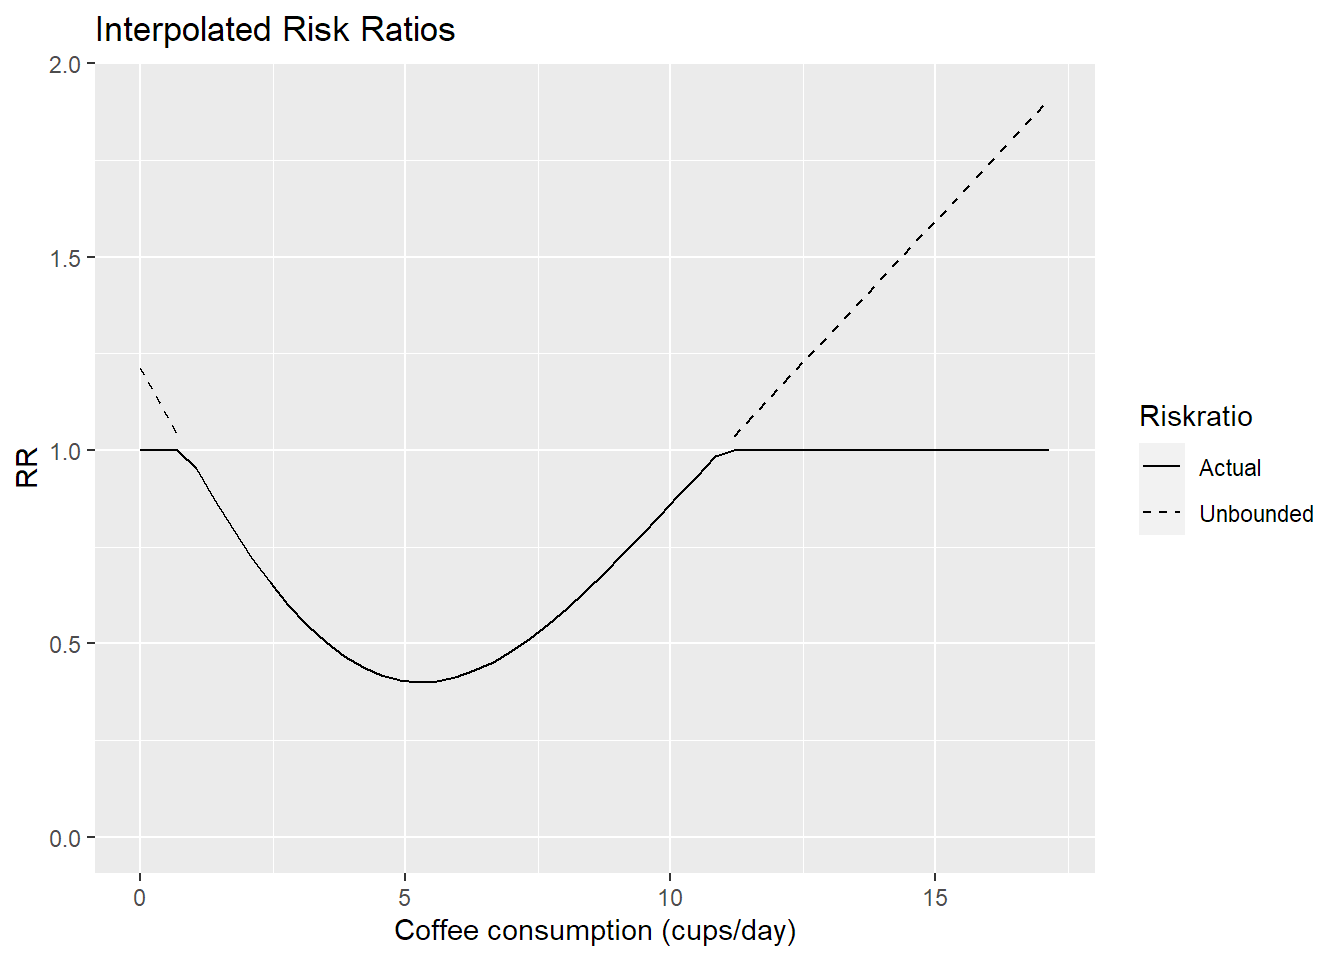 Interpolated Risk Ratios
2.0
1.5
1.0
0.5
0.0
RR
0 5 10 15
Coffee consumption (cups/day)
Riskratio
Actual
Unbounded